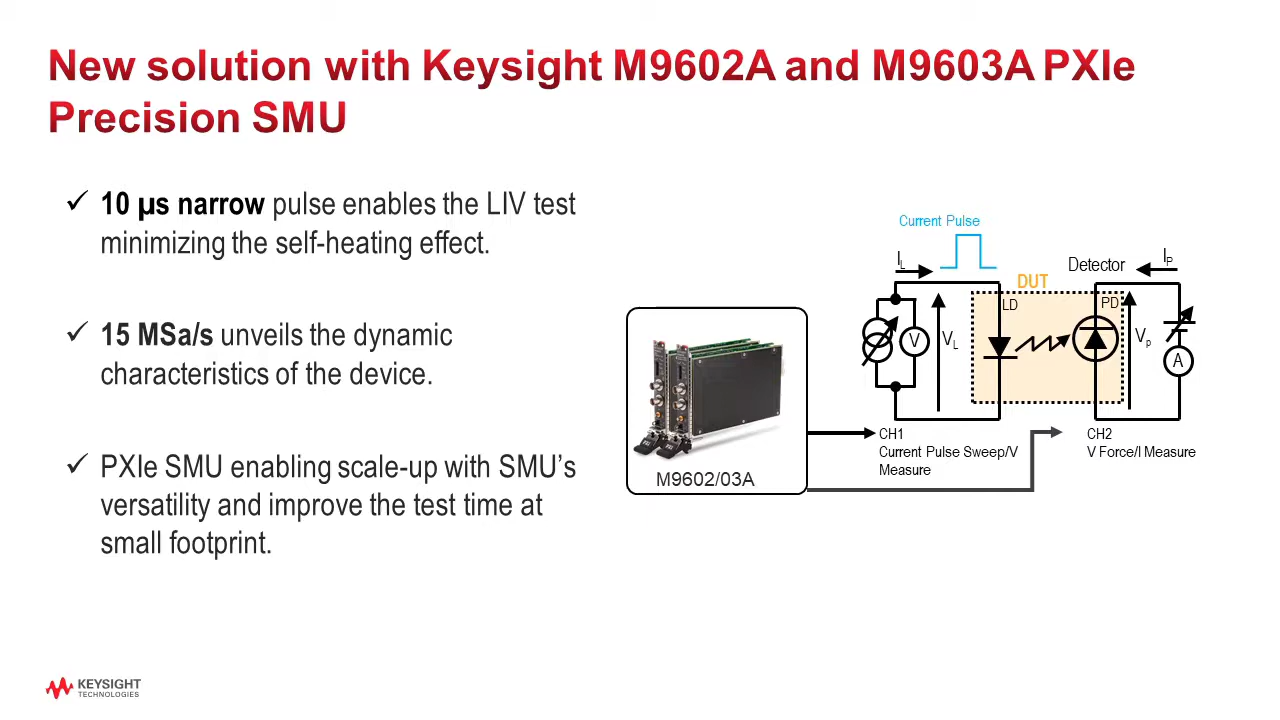 New solution with Keysight M9602A and M9603A PXIe
Precision SMU
✓ 10 µs narrow pulse enables the LIV test
minimizing the self-heating effect.
✓ 15 MSa/s unveils the dynamic
characteristics of the device.
✓ PXIe SMU enabling scale-up with SMU's
versatility and improve the test time at
small footprint.
M9602/03A
Current Pulse
IL
DUT
Detector
IP
LD
PD
V
VL
VP
A
CH1
Current Pulse Sweep/V
Measure
CH2
V Force/I Measure
KEYSIGHT
TECHNOLOGIES